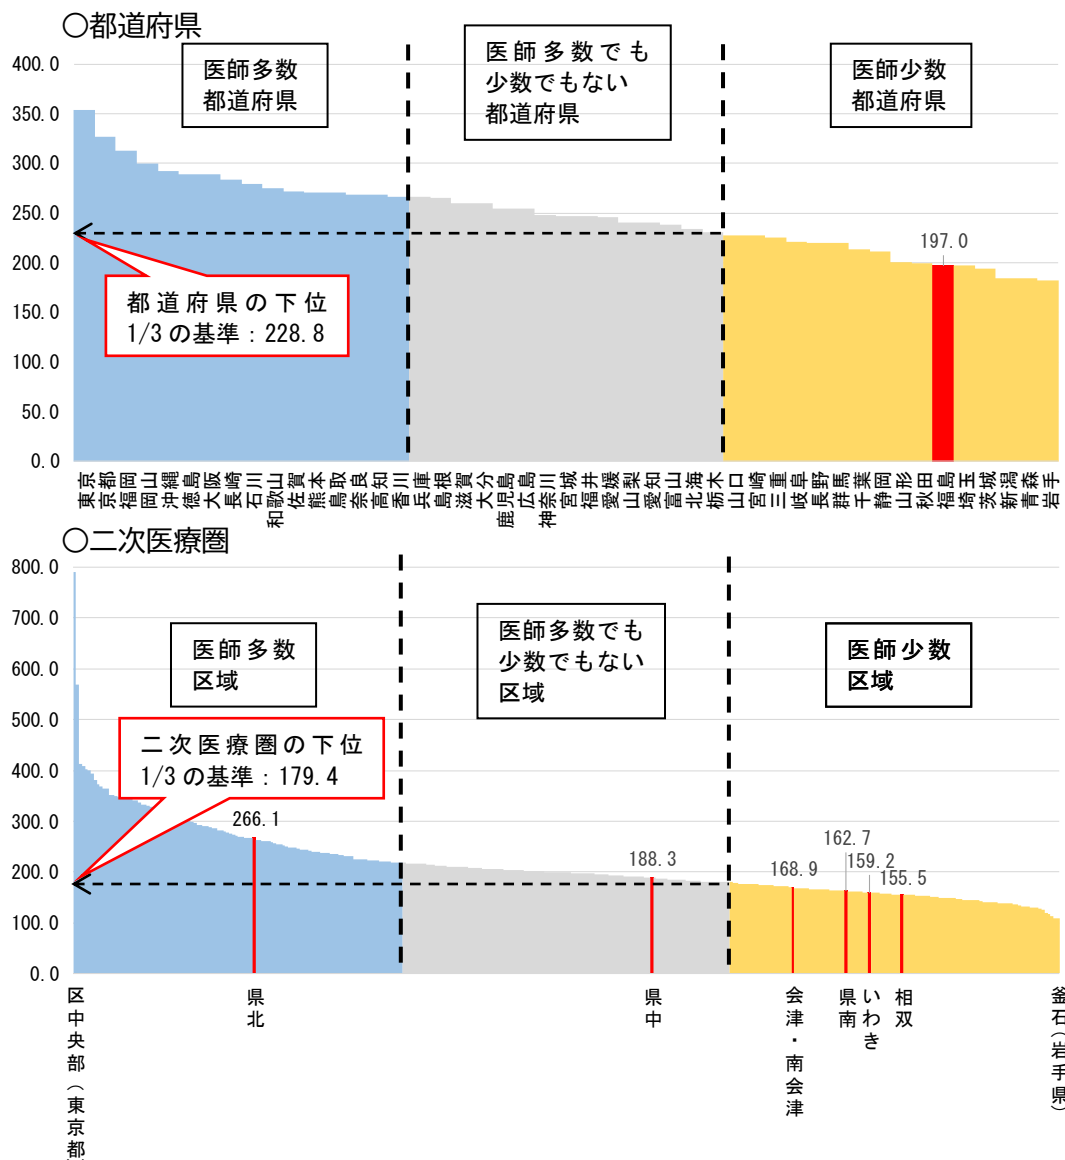 ○都道府県
医師多数
都道府県
医師多数でも
少数でもない
都道府県
医師少数
都道府県
400.0
350.0
300.0
250.0
200.0
150.0
100.0
50.0
0.0
197.0
都道府県の下位
1/3の基準：228.8
東京
京都
福岡
岡山
沖縄
徳島
大阪
長崎
石川
和歌山
佐賀
熊本
鳥取
奈良
高知
香川
兵庫
島根
滋賀
大分
鹿児島
広島
神奈川
宮城
福井
愛媛
山梨
愛知
富山
北海
栃木
山口
宮崎
三重
岐阜
長野
群馬
千葉
静岡
山形
秋田
福島
埼玉
茨城
新潟
青森
岩手
○二次医療圏
800.0
700.0
600.0
500.0
400.0
300.0
200.0
100.0
0.0
医師多数
区域
医師多数でも
少数でもない
区域
医師少数
区域
二次医療圏の下位
1/3の基準：179.4
266.1
188.3
168.9
162.7
159.2
155.5
区中央部（東京都
県北
県中
会津・南会津
県南
いわき
相双
釜石（岩手県）